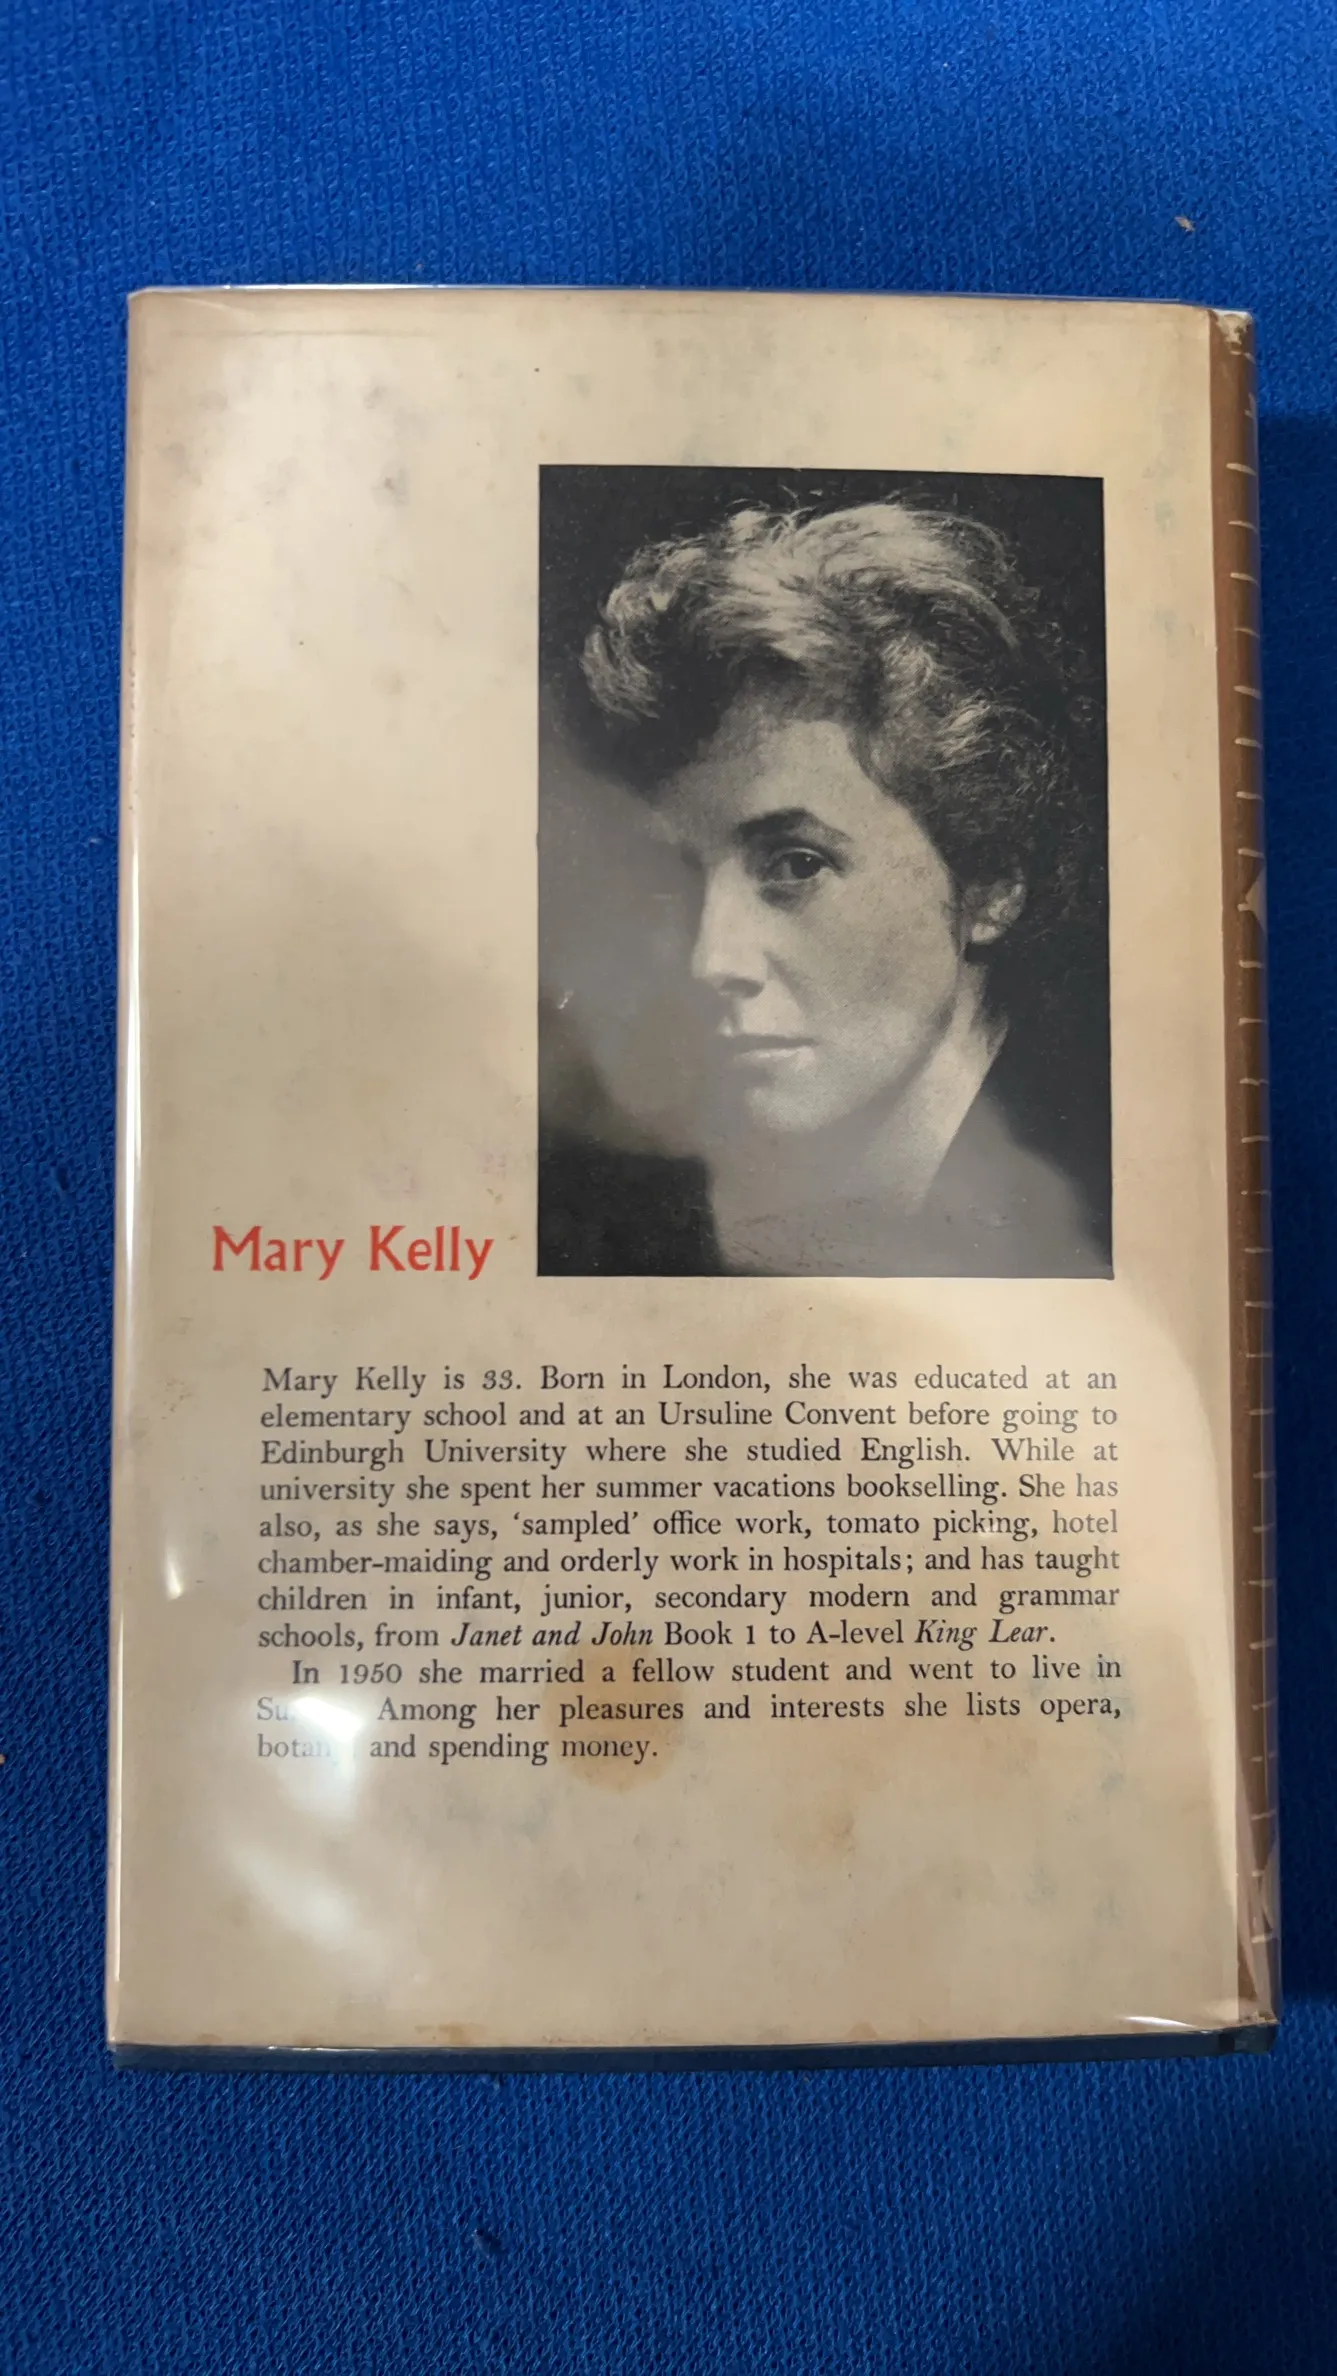 Mary Kelly
Mary Kelly is 33. Born in London, she was educated at an
elementary school and at an Ursuline Convent before going to
Edinburgh University where she studied English. While at
university she spent her summer vacations bookselling. She has
also, as she says, ‘sampled’ office work, tomato picking, hotel
chamber-maiding and orderly work in hospitals; and has taught
children in infant, junior, secondary modern and grammar
schools, from Janet and John Book 1 to A-level King Lear.
In 1950 she married a fellow student and went to live in
Among her pleasures and interests she lists opera,
and spending money.